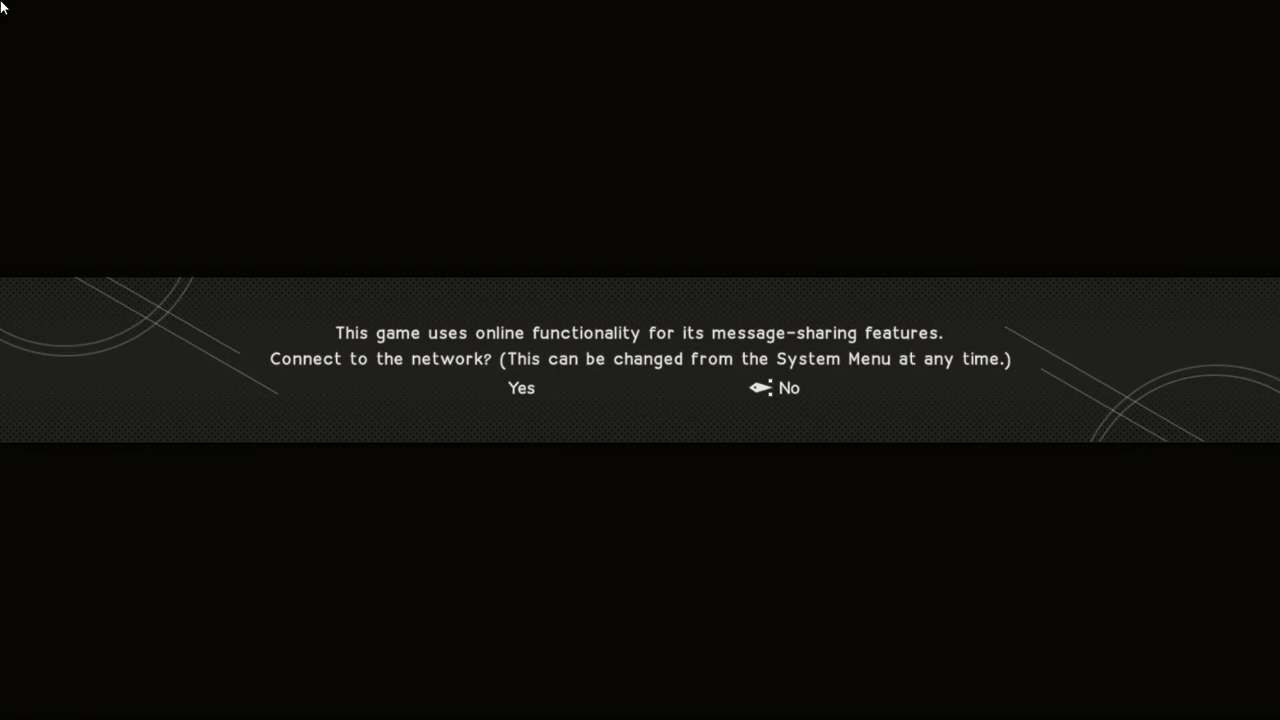 This game uses online functionality for its message-sharing features.
Connect to the network? (This can be changed from the System Menu at any time.)
Yes No